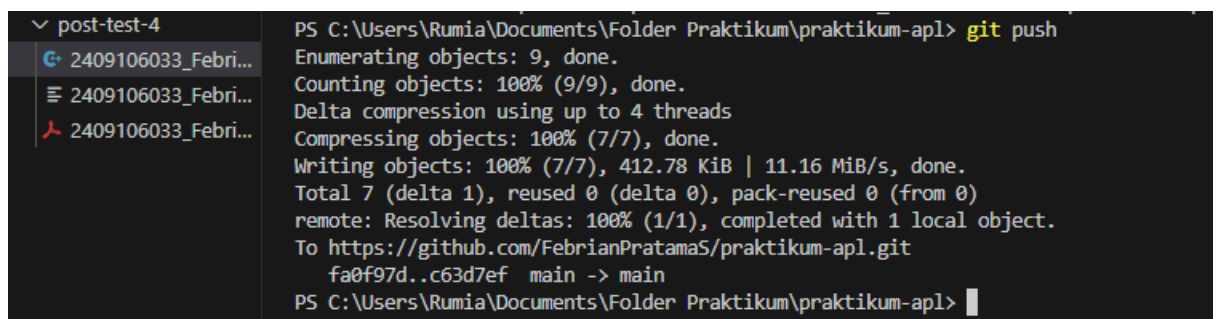 post-test-4
2409106033_Febri...
2409106033_Febri...
2409106033_Febri...
PS C:\Users\Rumia\Documents\Folder Praktikum\praktikum-apl> git push
Enumerating objects: 9, done.
Counting objects: 100% (9/9), done.
Delta compression using up to 4 threads
Compressing objects: 100% (7/7), done.
Writing objects: 100% (7/7), 412.78 KiB | 11.16 MiB/s, done.
Total 7 (delta 1), reused 0 (delta 0), pack-reused 0 (from 0)
remote: Resolving deltas: 100% (1/1), completed with 1 local object.
To https://github.com/FebrianPratamaS/praktikum-apl.git
   fa0f97d..c63d7ef  main -> main
PS C:\Users\Rumia\Documents\Folder Praktikum\praktikum-apl>